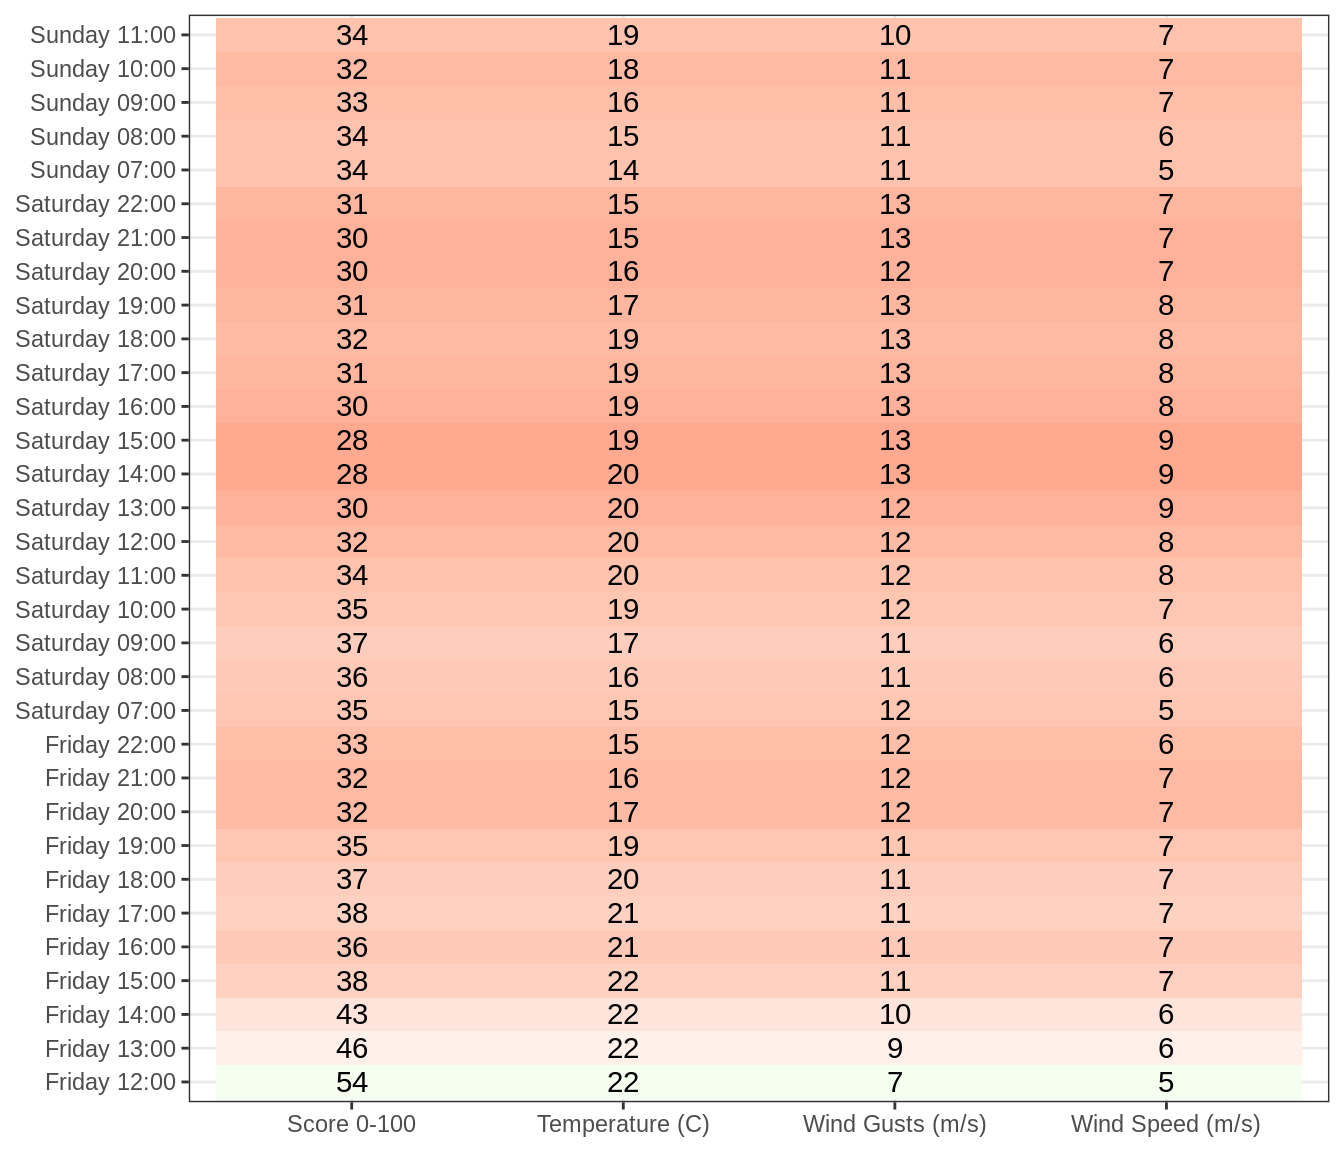 Sunday 11:00 34 19 10 7
Sunday 10:00 32 18 11 7
Sunday 09:00 33 16 11 7
Sunday 08:00 34 15 11 6
Sunday 07:00 34 14 11 5
Saturday 22:00 31 15 13 7
Saturday 21:00 30 15 13 7
Saturday 20:00 30 16 12 7
Saturday 19:00 31 17 13 8
Saturday 18:00 32 19 13 8
Saturday 17:00 31 19 13 8
Saturday 16:00 30 19 13 8
Saturday 15:00 28 19 13 9
Saturday 14:00 28 20 13 9
Saturday 13:00 30 20 12 9
Saturday 12:00 32 20 12 8
Saturday 11:00 34 20 12 8
Saturday 10:00 35 19 12 7
Saturday 09:00 37 17 11 6
Saturday 08:00 36 16 11 6
Saturday 07:00 35 15 12 5
Friday 22:00 33 15 12 6
Friday 21:00 32 16 12 7
Friday 20:00 32 17 12 7
Friday 19:00 35 19 11 7
Friday 18:00 37 20 11 7
Friday 17:00 38 21 11 7
Friday 16:00 36 21 11 7
Friday 15:00 38 22 11 7
Friday 14:00 43 22 10 6
Friday 13:00 46 22 9 6
Friday 12:00 54 22 7 5
Score 0-100 Temperature (C) Wind Gusts (m/s) Wind Speed (m/s)